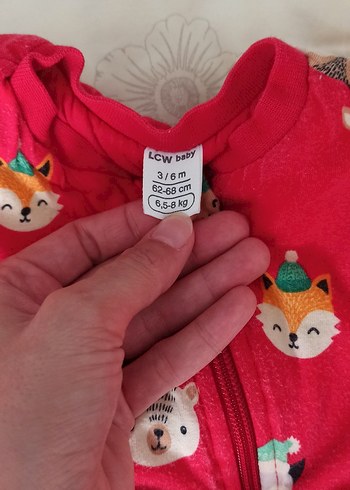 LCW baby
3 / 6 m
62-68 cm
6,5-8 kg